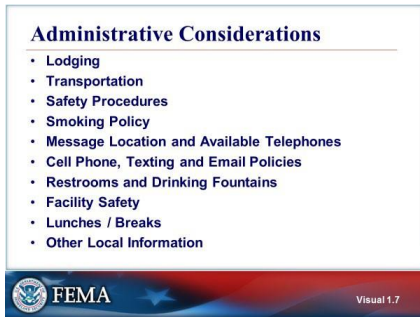 Administrative Considerations
• Lodging
• Transportation
• Safety Procedures
• Smoking Policy
• Message Location and Available Telephones
• Cell Phone, Texting and Email Policies
• Restrooms and Drinking Fountains
• Facility Safety
• Lunches / Breaks
• Other Local Information
FEMA
Visual 1.7